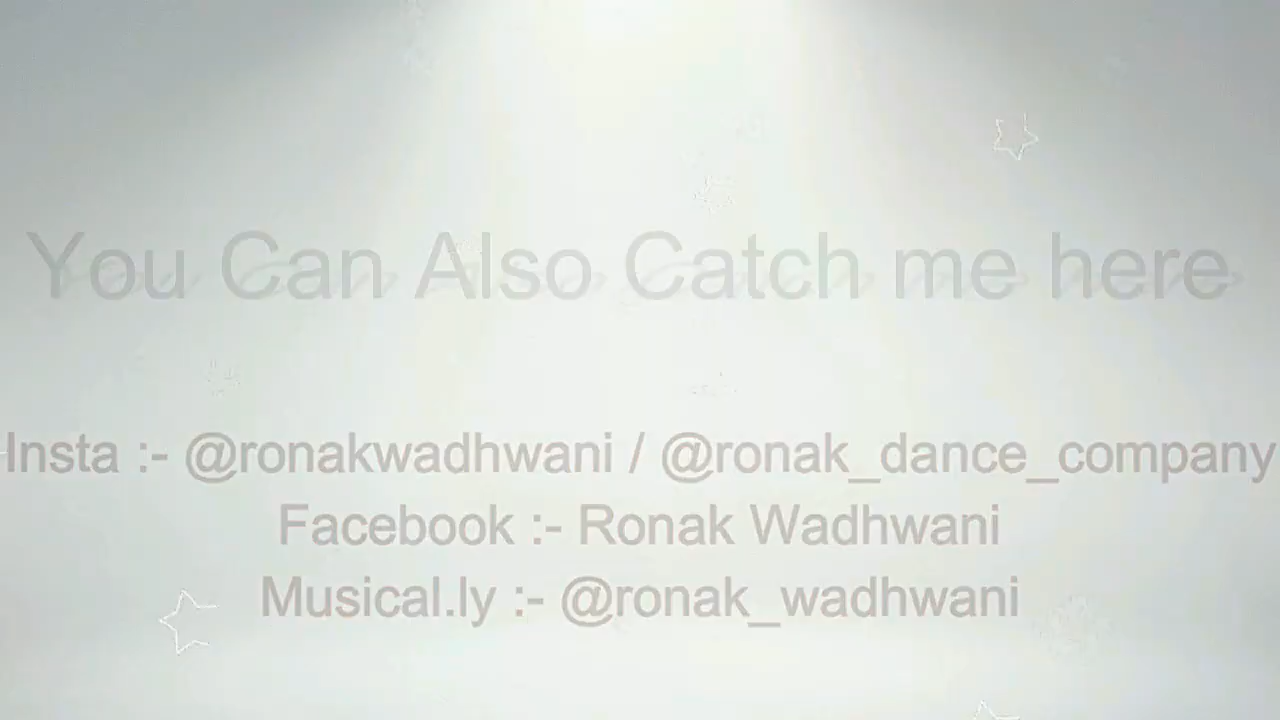 You Can Also Catch me here
Insta :- @ronakwadhwani / @ronak_dance_company
Facebook :- Ronak Wadhwani
Musical.ly :- @ronak_wadhwani